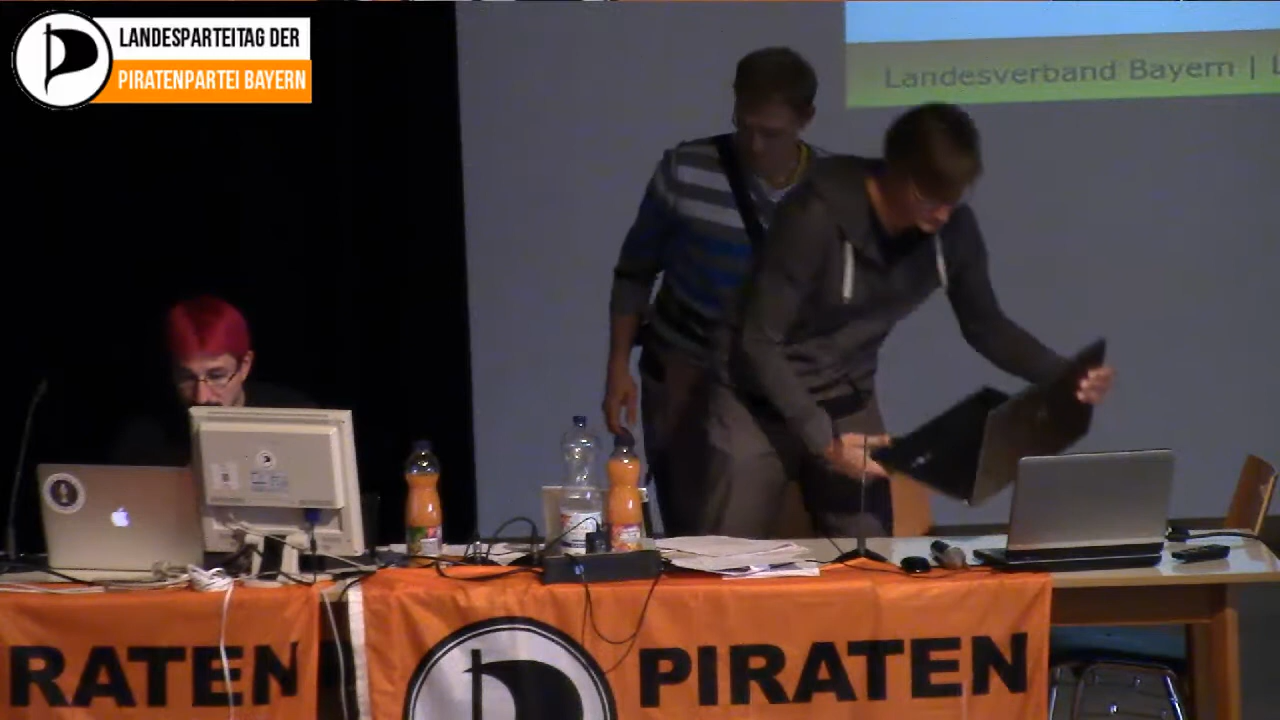 LANDESPARTEITAG DER
PIRATENPARTEI BAYERN
Landesverband Bayern |
RATEN
PIRATEN